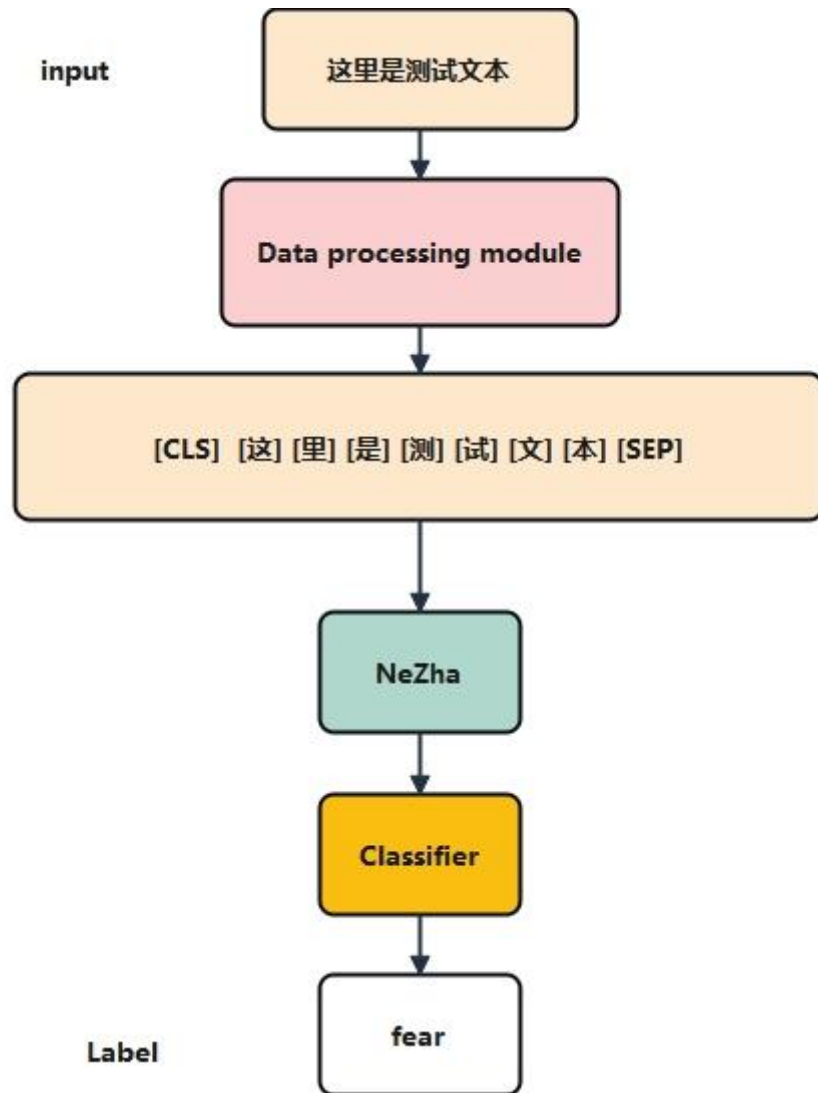 input
这里是测试文本
Data processing module
[CLS] [这] [里] [是] [测] [试] [文] [本] [SEP]
NeZha
Classifier
fear
Label